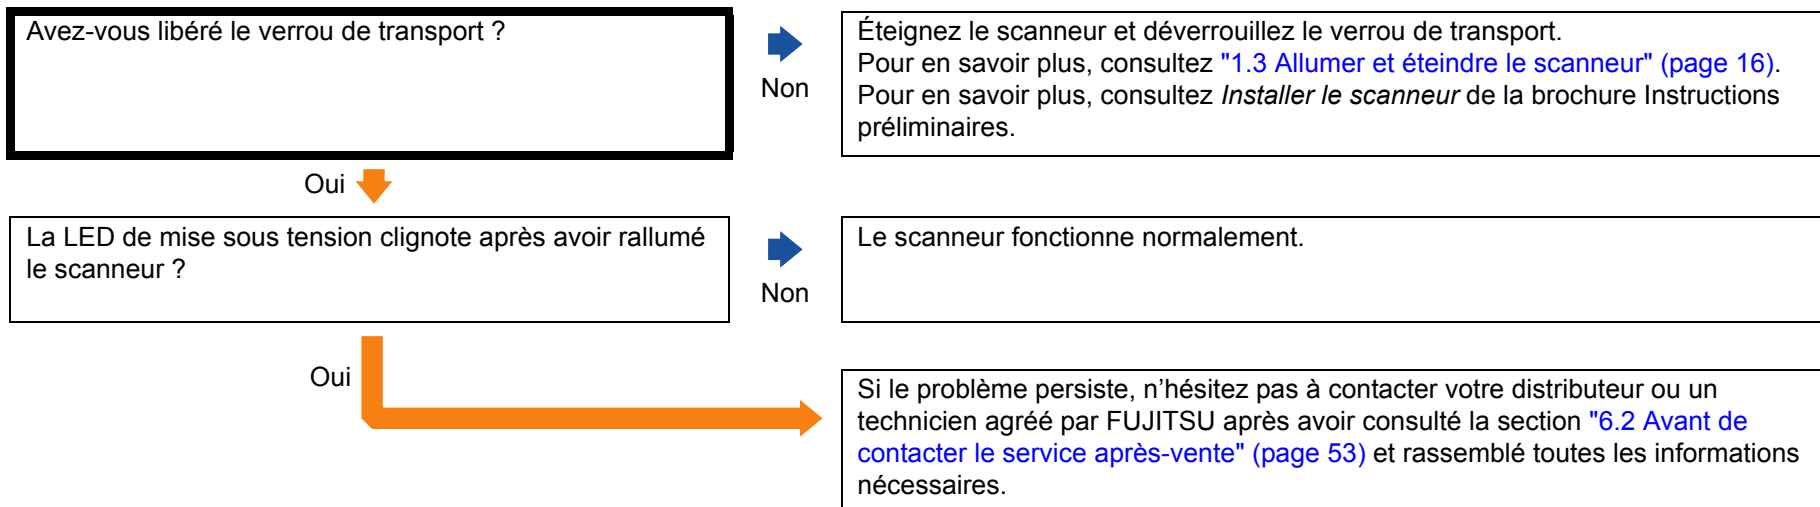 Avez-vous libéré le verrou de transport ?
Non
Éteignez le scanneur et déverrouillez le verrou de transport.
Pour en savoir plus, consultez "1.3 Allumer et éteindre le scanneur" (page 16).
Pour en savoir plus, consultez Installer le scanneur de la brochure Instructions
préliminaires.
Oui
La LED de mise sous tension clignote après avoir rallumé
le scanneur ?
Non
Le scanneur fonctionne normalement.
Oui
Si le problème persiste, n’hésitez pas à contacter votre distributeur ou un
technicien agréé par FUJITSU après avoir consulté la section "6.2 Avant de
contacter le service après-vente" (page 53) et rassemblé toutes les informations
nécessaires.